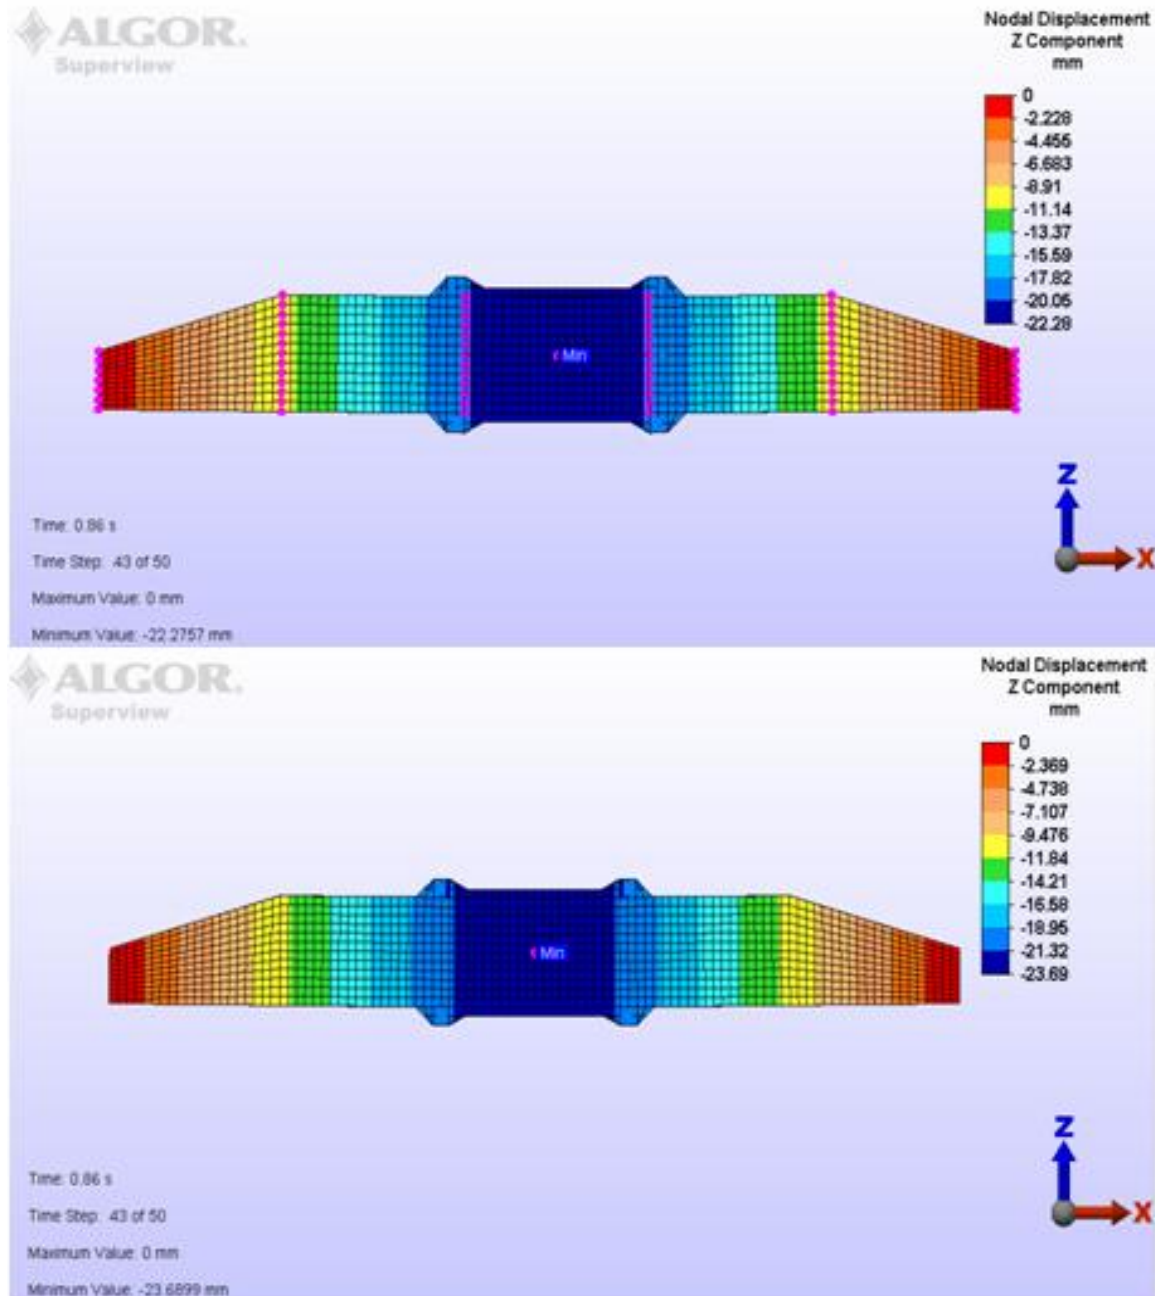 ALGOR.
Superview
Nodal Displacement
Z Component
mm
0
-2.228
-4.455
-6.683
-8.91
-11.14
-13.37
-15.59
-17.82
-20.05
-22.28
Min
Z
X
Time: 0.86 s
Time Step: 43 of 50
Maximum Value: 0 mm
Minimum Value: -22.2757 mm
ALGOR.
Superview
Nodal Displacement
Z Component
mm
0
-2.369
-4.738
-7.107
-9.476
-11.84
-14.21
-16.58
-18.95
-21.32
-23.69
Min
Z
X
Time: 0.86 s
Time Step: 43 of 50
Maximum Value: 0 mm
Minimum Value: -23.6899 mm